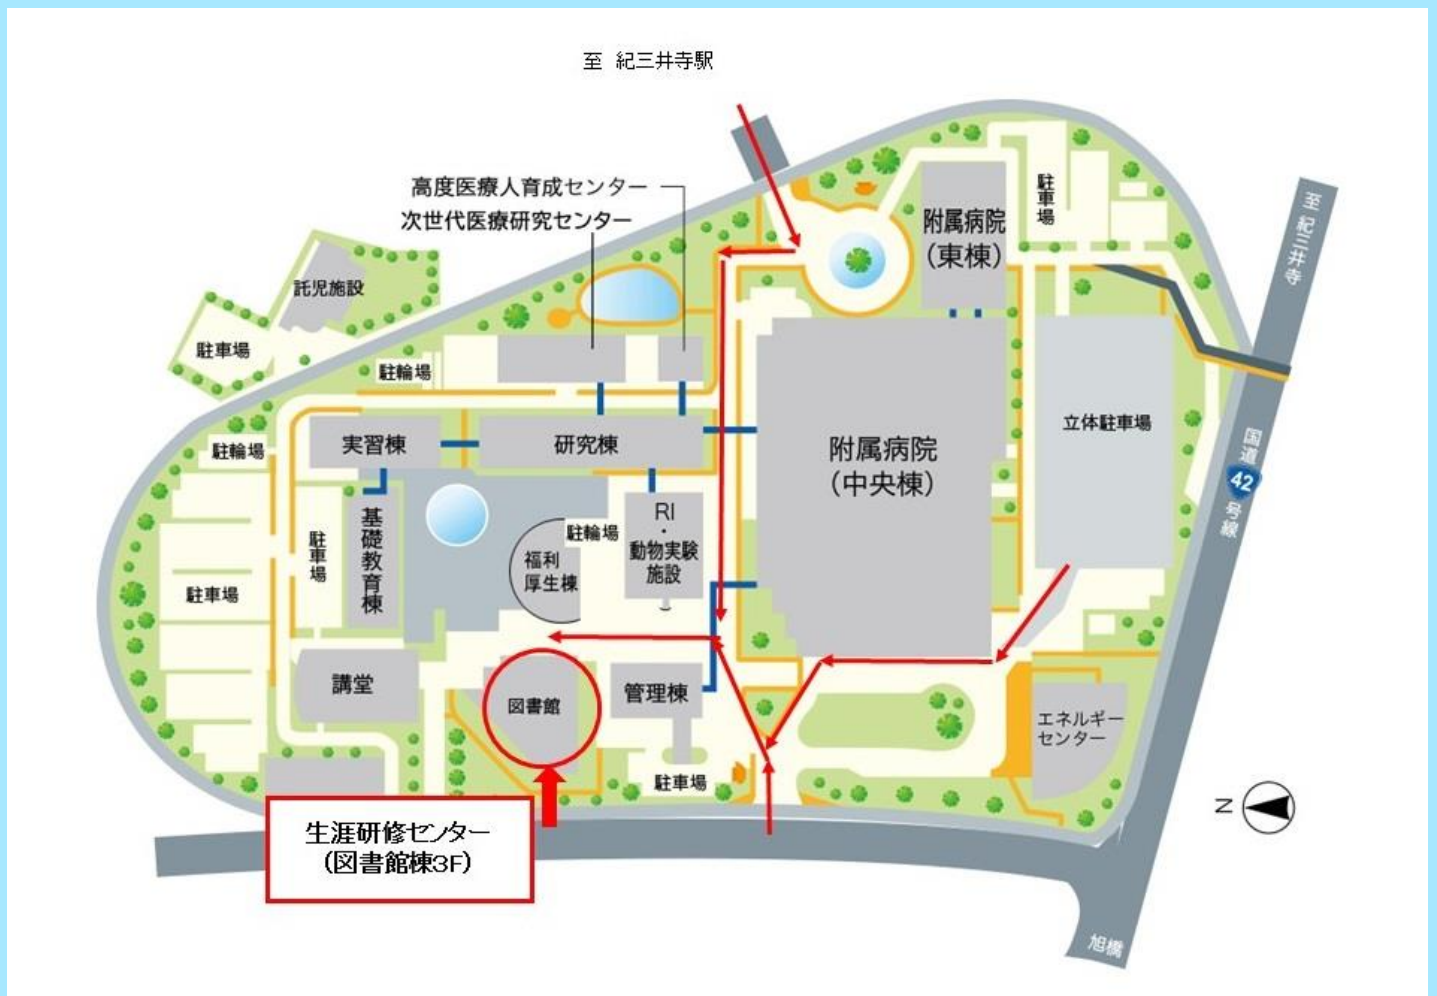 至　紀三井寺駅
高度医療人育成センター
次世代医療研究センター
託児施設
駐車場
駐輪場
附属病院
（東棟）
駐車場
至 紀三井寺
駐輪場
実習棟
研究棟
附属病院
（中央棟）
立体駐車場
国道42号線
基礎教育棟
駐車場
駐車場
福利
厚生棟
駐輪場
RI
・
動物実験
施設
講堂
図書館
管理棟
駐車場
エネルギー
センター
N
生涯研修センター
（図書館棟3F）
旭橋